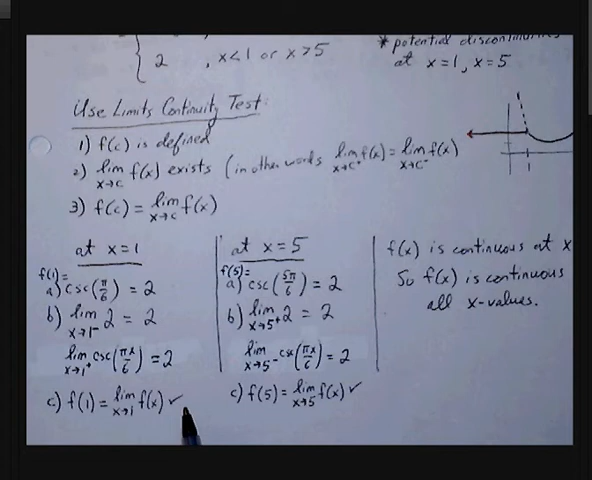 * potential
2 , x<1 or x>5
at x=1, x=5
Use Limits Continuity Test:
1) f(c) is defined
2) lim x→c f(x) exists (in other words lim x→c⁺ f(x) = lim x→c⁻ f(x)
3) f(c) = lim x→c f(x)
1
at x=1
f(1)=
a) csc(π/6) = 2
b) lim x→1⁻ 2 = 2
lim x→1⁺ csc(πx/6) = 2
c) f(1) = lim x→1 f(x) ✓
at x=5
f(5)=
a) csc(5π/6) = 2
b) lim x→5⁺ 2 = 2
lim x→5⁻ csc(πx/6) = 2
c) f(5) = lim x→5 f(x) ✓
f(x) is continuous at x
So f(x) is continuous
all x-values.